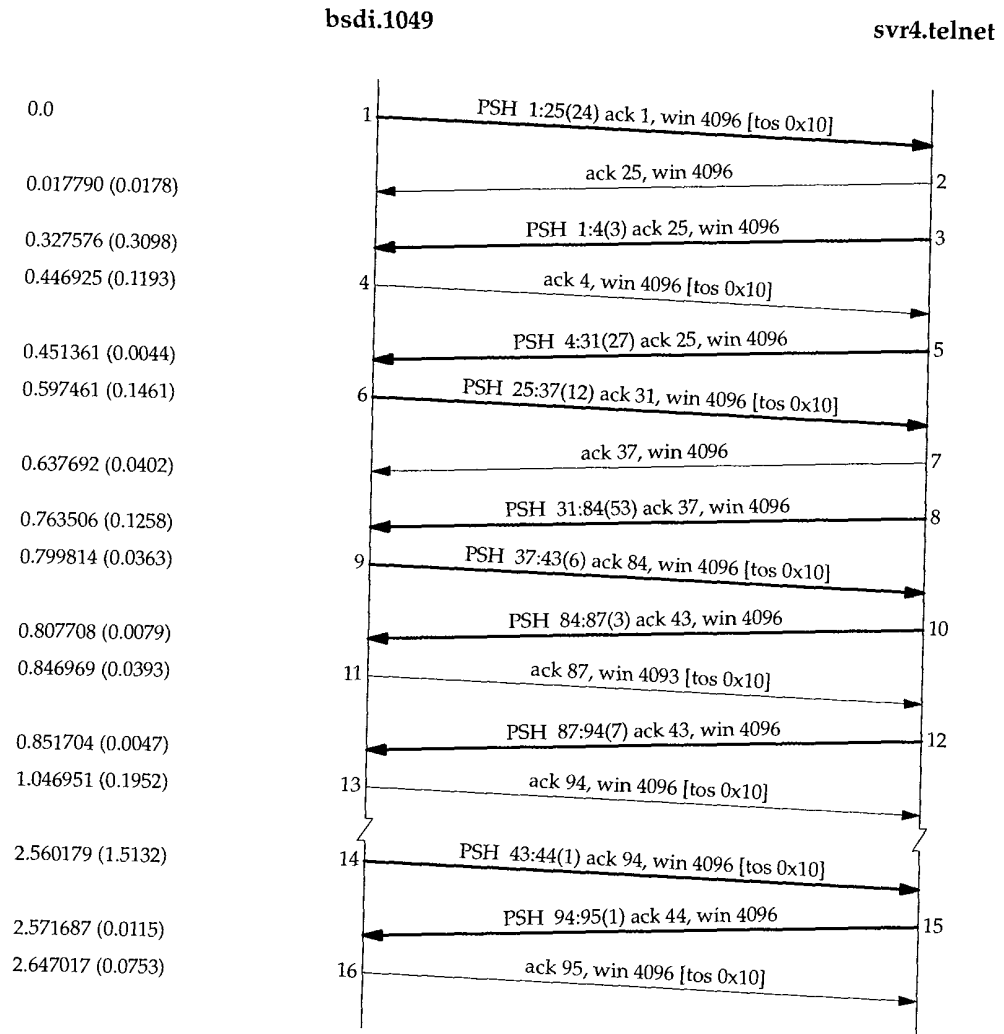 bsdi.1049
svr4.telnet
0.0
1
PSH 1:25(24) ack 1, win 4096 [tos 0x10]
0.017790 (0.0178)
ack 25, win 4096
2
0.327576 (0.3098)
PSH 1:4(3) ack 25, win 4096
3
0.446925 (0.1193)
4
ack 4, win 4096 [tos 0x10]
0.451361 (0.0044)
PSH 4:31(27) ack 25, win 4096
5
0.597461 (0.1461)
6
PSH 25:37(12) ack 31, win 4096 [tos 0x10]
0.637692 (0.0402)
ack 37, win 4096
7
0.763506 (0.1258)
PSH 31:84(53) ack 37, win 4096
8
0.799814 (0.0363)
9
PSH 37:43(6) ack 84, win 4096 [tos 0x10]
0.807708 (0.0079)
PSH 84:87(3) ack 43, win 4096
10
0.846969 (0.0393)
11
ack 87, win 4093 [tos 0x10]
0.851704 (0.0047)
PSH 87:94(7) ack 43, win 4096
12
1.046951 (0.1952)
13
ack 94, win 4096 [tos 0x10]
2.560179 (1.5132)
14
PSH 43:44(1) ack 94, win 4096 [tos 0x10]
2.571687 (0.0115)
PSH 94:95(1) ack 44, win 4096
15
2.647017 (0.0753)
16
ack 95, win 4096 [tos 0x10]